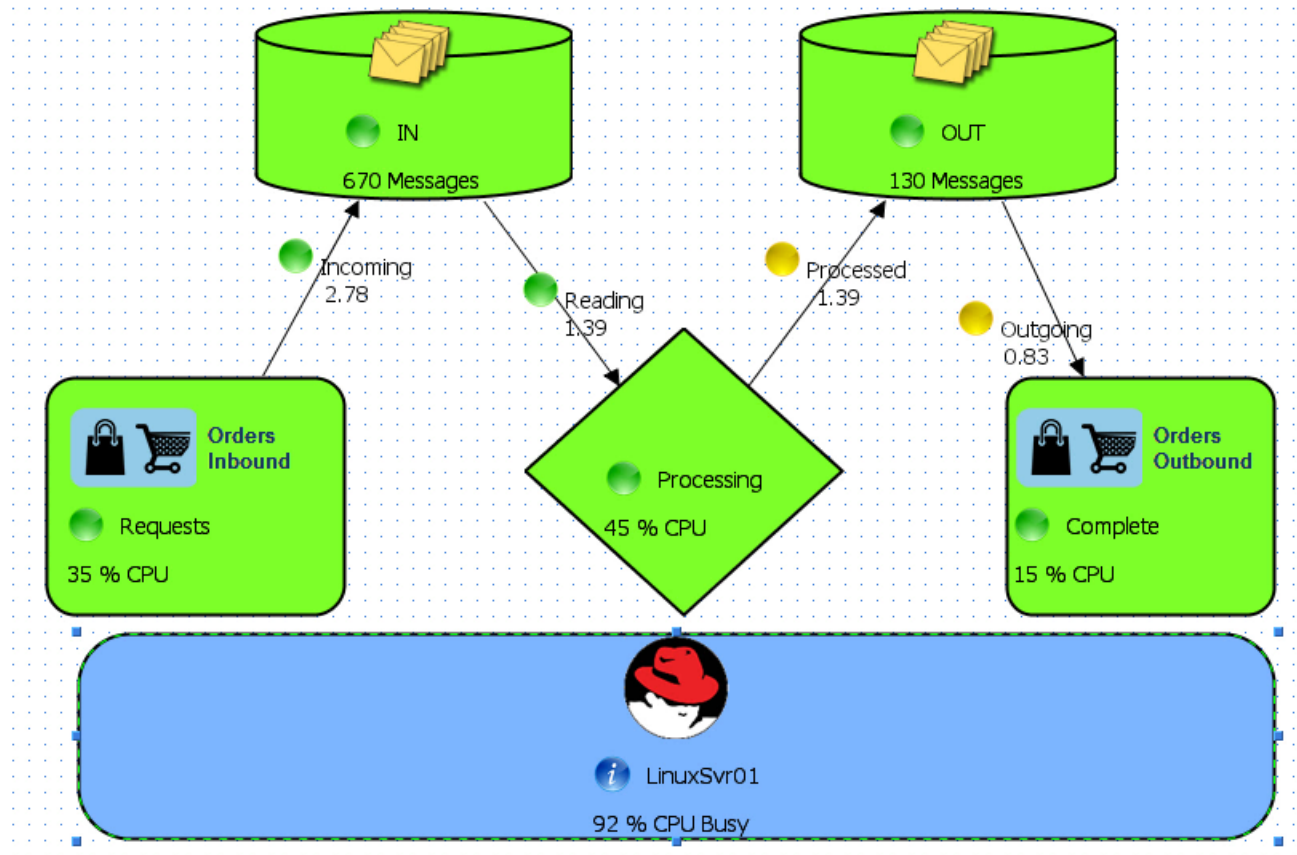 IN
670 Messages
OUT
130 Messages
Incoming
2.78
Reading
1.39
Processed
1.39
Outgoing
0.83
Orders
Inbound
Requests
35 % CPU
Processing
45 % CPU
Orders
Outbound
Complete
15 % CPU
i
LinuxSvr01
92 % CPU Busy